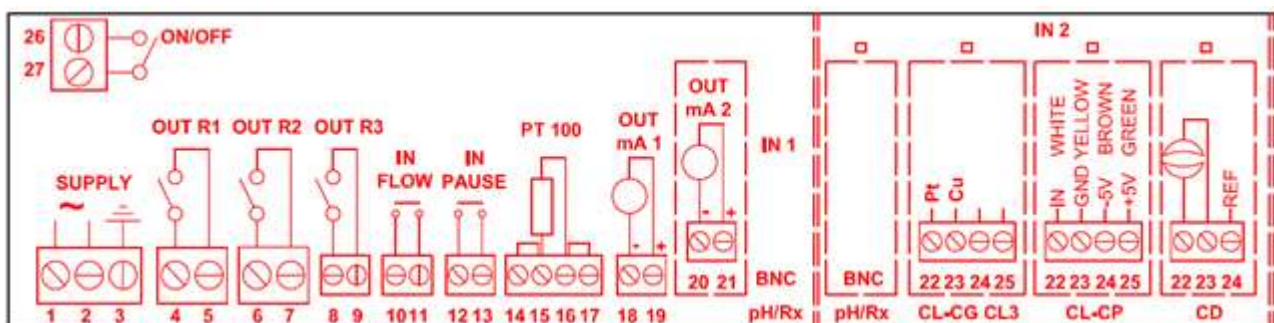 26
27
ON/OFF
IN 2
OUT R1
OUT R2
OUT R3
PT 100
OUT
mA 1
OUT
mA 2
IN 1
SUPPLY
~
IN
FLOW
IN
PAUSE
- +
- +
Pt
Cu
IN WHITE
GND YELLOW
-5V BROWN
+5V GREEN
REF
1 2 3 4 5 6 7 8 9 10 11 12 13 14 15 16 17 18 19
20 21
BNC
pH/Rx
BNC
pH/Rx
22 23 24 25
CL-CG CL3
22 23 24 25
CL-CP
22 23 24
CD